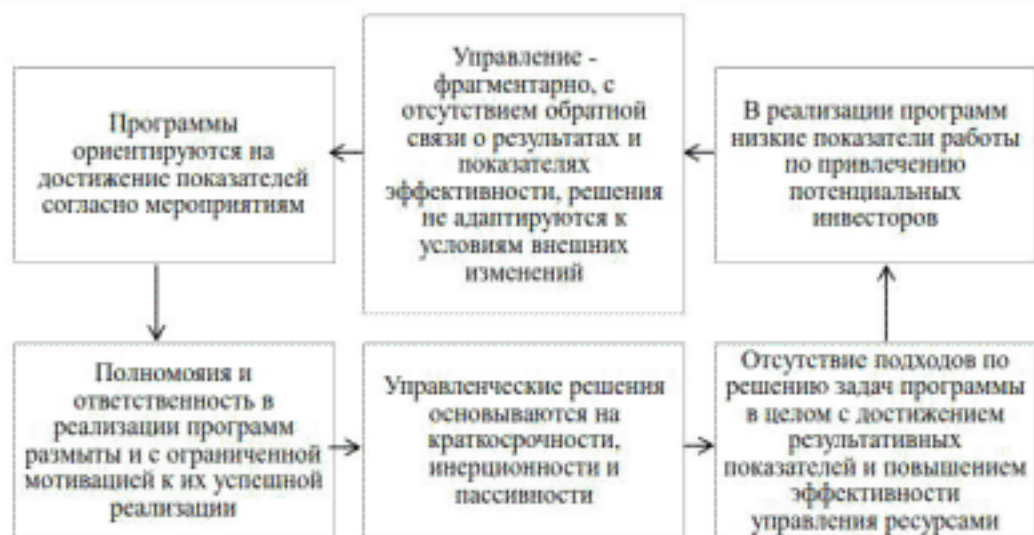 Программы
ориентируются на
достижение показателей
согласно мероприятиям
Управление -
фрагментарно, с
отсутствием обратной
связи о результатах и
показателях
эффективности, решения
не адаптируются к
условиям внешних
изменений
В реализации программ
низкие показатели работы
по привлечению
потенциальных
инвесторов
Полномояия и
ответственность в
реализации программ
размыты и с ограниченной
мотивацией к их успешной
реализации
Управленческие решения
основываются на
краткосрочности,
инерционности и
пассивности
Отсутствие подходов по
решению задач программы
в целом с достижением
результативных
показателей и повышением
эффективности
управления ресурсами